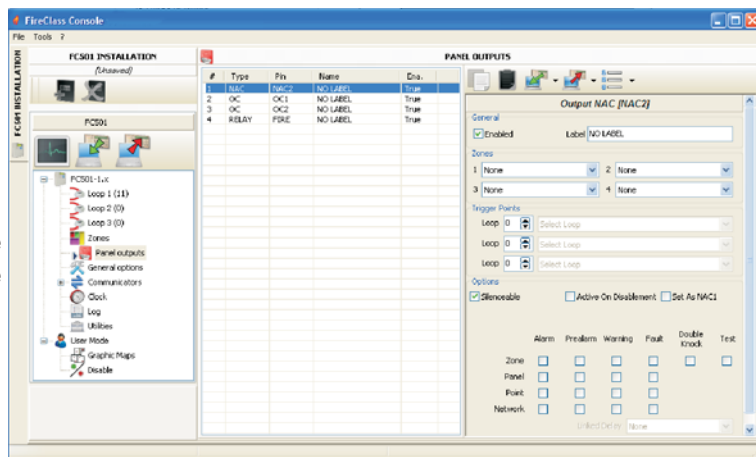 FireClass Console
File Tools ?
FC501 INSTALLATION
FC501 INSTALLATION
(Unsaved)
PANEL OUTPUTS
FC501
FC501-1.x
Loop 1 (11)
Loop 2 (0)
Loop 3 (0)
Zones
Panel outputs
General options
Communicators
Clock
Log
Utilities
User Mode
Graphic Maps
Disable
# Type Pin Name Ena.
1 NAC NAC2 NO LABEL True
2 OC OC1 NO LABEL True
3 OC OC2 NO LABEL True
4 RELAY FIRE NO LABEL True
Output NAC [NAC2]
General
Enabled Label NO LABEL
Zones
1 None 2 None
3 None 4 None
Trigger Points
Loop 0 Select Loop
Loop 0 Select Loop
Loop 0 Select Loop
Options
Silenceable Active On Disablement Set As NAC1
Alarm Prealarm Warning Fault Double Knock Test
Zone
Panel
Point
Network
Linked Delay None